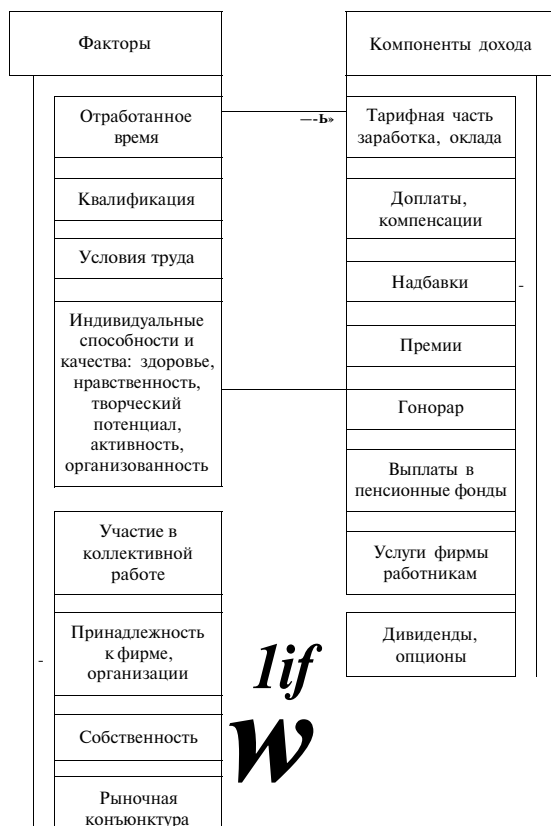 Факторы
Отработанное
время
Квалификация
Условия труда
Индивидуальные
способности и
качества: здоровье,
нравственность,
творческий
потенциал,
активность,
организованность
Участие в
коллективной
работе
Принадлежность
к фирме,
организации
Собственность
Рыночная
конъюнктура
Компоненты дохода
Тарифная часть
заработка, оклада
Доплаты,
компенсации
Надбавки
Премии
Гонорар
Выплаты в
пенсионные фонды
Услуги фирмы
работникам
Дивиденды,
опционы
—-Ь»
1if
w